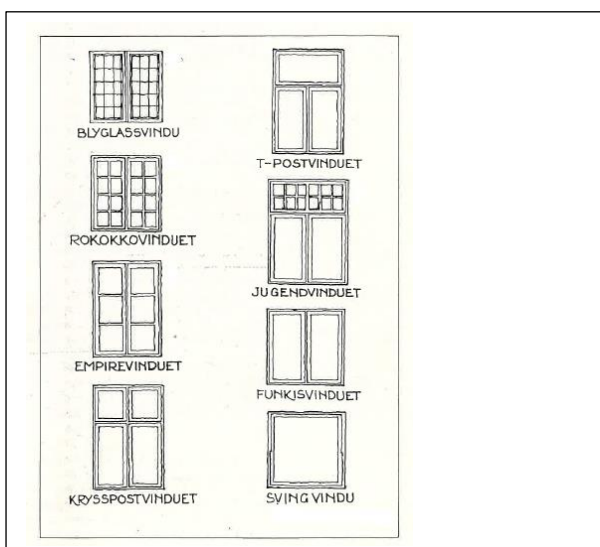 BLYGLASSVINDU
ROKOKKOVINDUET
EMPIREVINDUET
KRYSSPOSTVINDUET
T-POSTVINDUET
JUGENDVINDUET
FUNKISVINDUET
SVINGVINDU